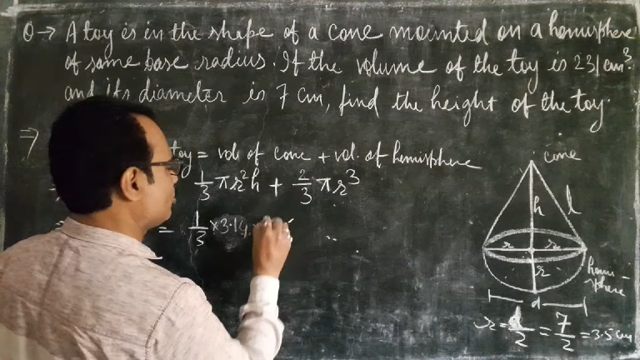 Q → A toy is in the shape of a cone mounted on a hemisphere
of same base radius. If the volume of the toy is 231 cm³
and its diameter is 7 cm, find the height of the toy.
⇒
toy = vol. of cone + vol. of hemisphere
1/3 πr²h + 2/3 πr³
= 1/3 × 3.14
cone
h l
r r
r
hemi-
sphere
d
r = d/2 = 7/2 = 3.5 cm